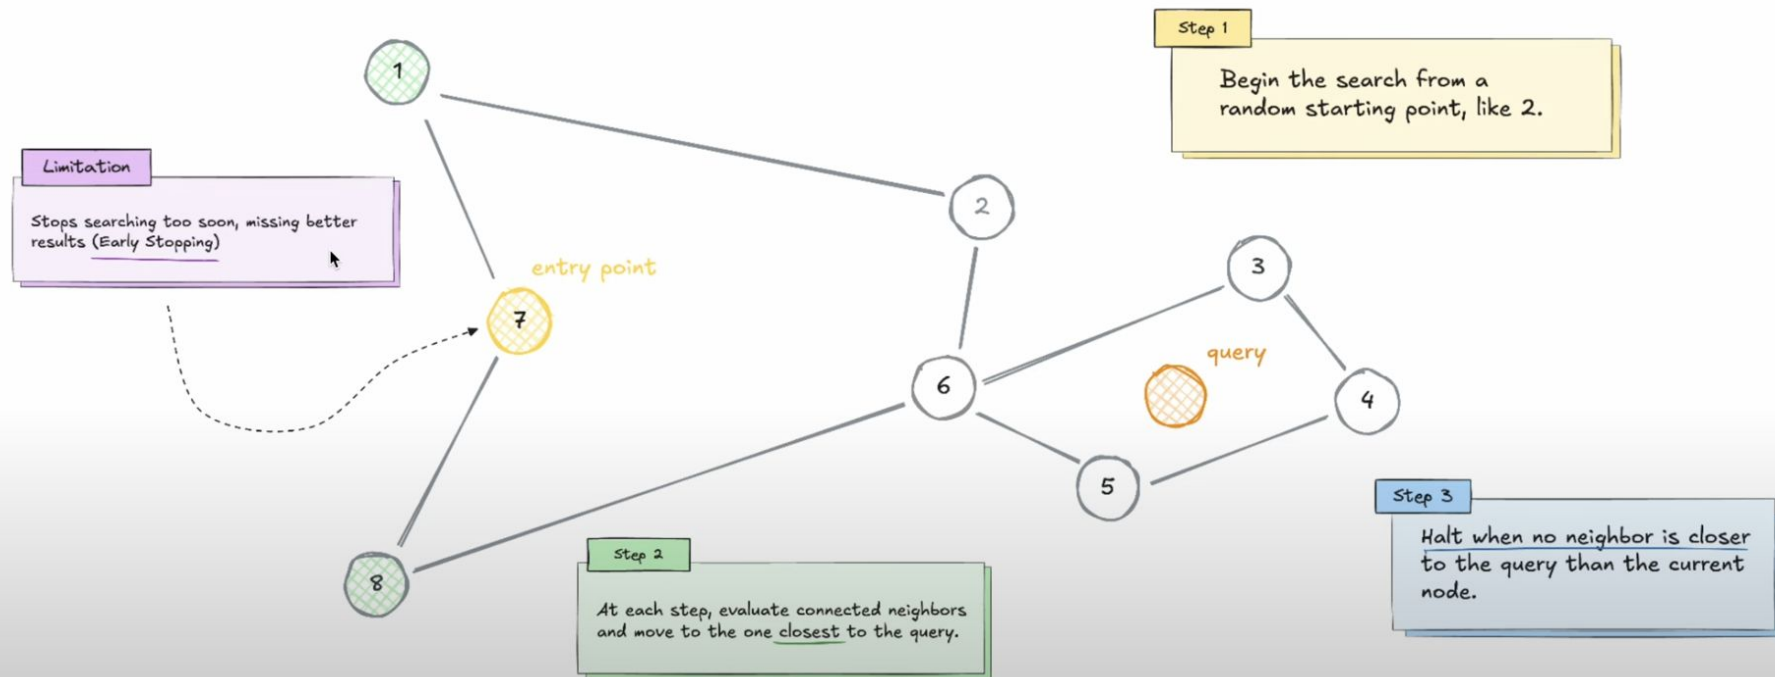 1
Step 1
Begin the search from a
random starting point, like 2.
Limitation
Stops searching too soon, missing better
results (Early Stopping)
2
entry point
3
7
query
6
4
5
Step 3
Halt when no neighbor is closer
to the query than the current
node.
Step 2
8
At each step, evaluate connected neighbors
and move to the one closest to the query.